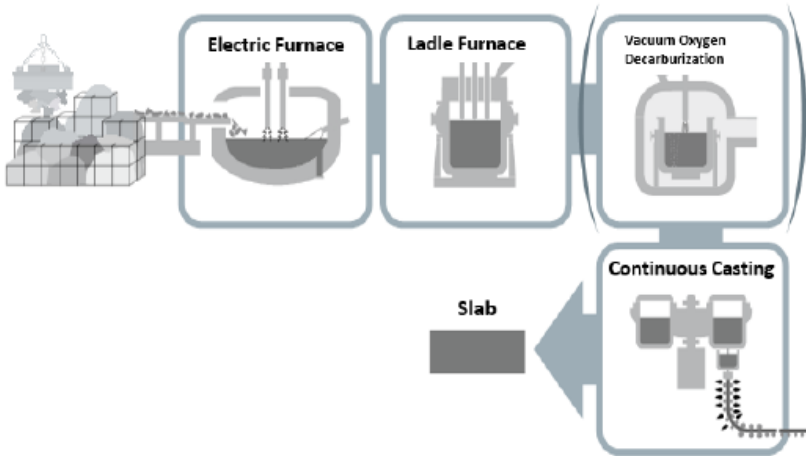 Electric Furnace
Ladle Furnace
Vacuum Oxygen
Decarburization
Continuous Casting
Slab